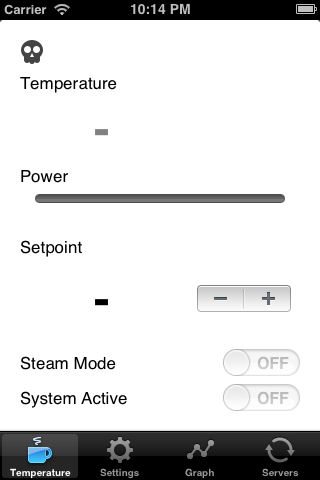 Carrier 10:14 PM
Temperature
-
Power
Setpoint
-
− +
Steam Mode OFF
System Active OFF
Temperature Settings Graph Servers